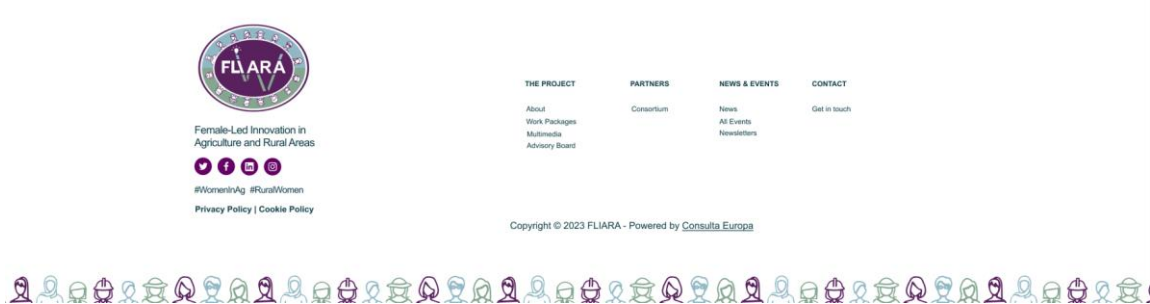 FLIARA
Female-Led Innovation in
Agriculture and Rural Areas
#WomenInAg #RuralWomen
Privacy Policy | Cookie Policy
THE PROJECT
About
Work Packages
Multimedia
Advisory Board
PARTNERS
Consortium
NEWS & EVENTS
News
All Events
Newsletters
CONTACT
Get in touch
Copyright © 2023 FLIARA - Powered by Consulta Europa